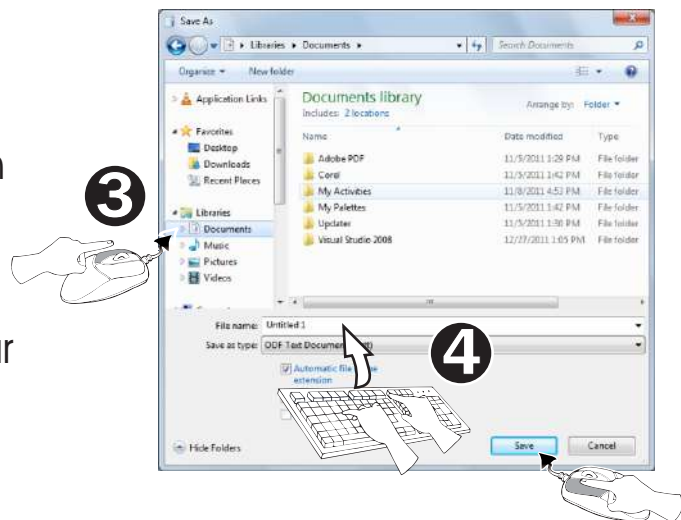 Save As
Libraries ▸ Documents ▸
Search Documents
Organize
New folder
Application Links
Favorites
Desktop
Downloads
Recent Places
Libraries
Documents
Music
Pictures
Videos
Documents library
Includes: 2 locations
Arrange by: Folder
Name Date modified Type
Adobe PDF 11/5/2011 1:29 PM File folder
Corel 11/5/2011 1:42 PM File folder
My Activities 11/8/2011 4:53 PM File folder
My Palettes 11/5/2011 1:42 PM File folder
Updater 11/5/2011 1:30 PM File folder
Visual Studio 2008 12/27/2011 1:05 PM File folder
3
4
File name: Untitled 1
Save as type: ODF Text Document
Automatic file
extension
Hide Folders
Save
Cancel